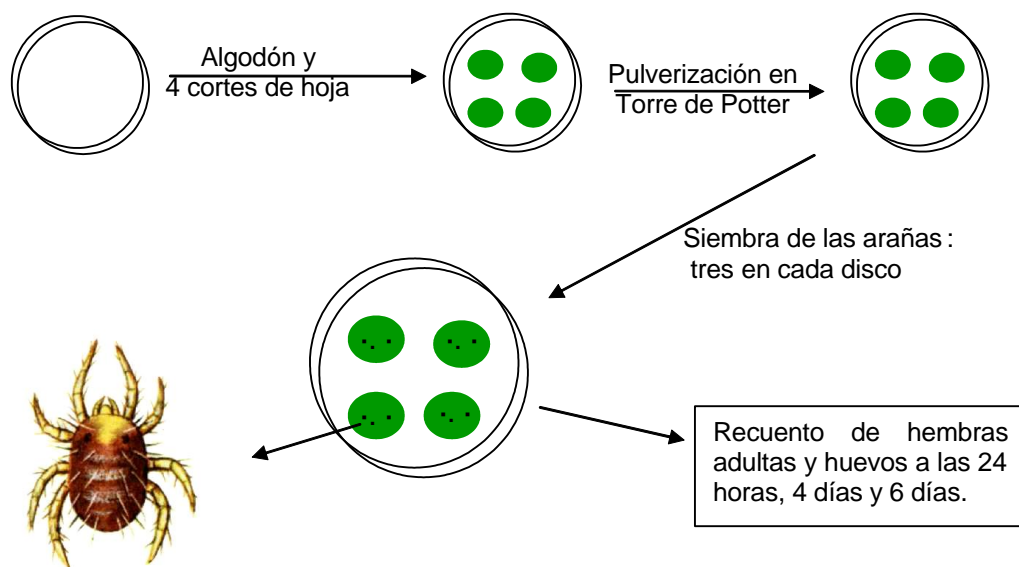 Algodón y
4 cortes de hoja
Pulverización en
Torre de Potter
Siembra de las arañas :
tres en cada disco
Recuento de hembras
adultas y huevos a las 24
horas, 4 días y 6 días.